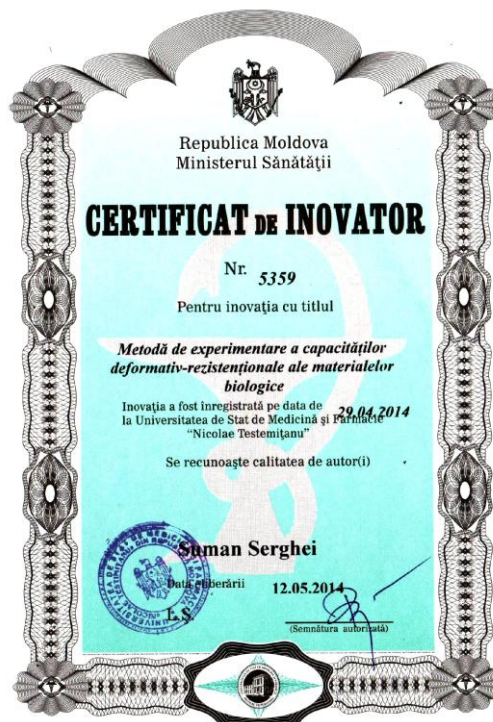 Republica Moldova
Ministerul Sănătăţii
CERTIFICAT DE INOVATOR
Nr. 5359
Pentru inovaţia cu titlul
Metodă de experimentare a capacităţilor
deformativ-rezistenţionale ale materialelor
biologice
Inovaţia a fost înregistrată pe data de 29.04.2014
la Universitatea de Stat de Medicină şi Farmacie
“Nicolae Testemiţanu”
Se recunoaşte calitatea de autor(i)
Suman Serghei
Data eliberării 12.05.2014
L.Ş.
(Semnătura autorizată)